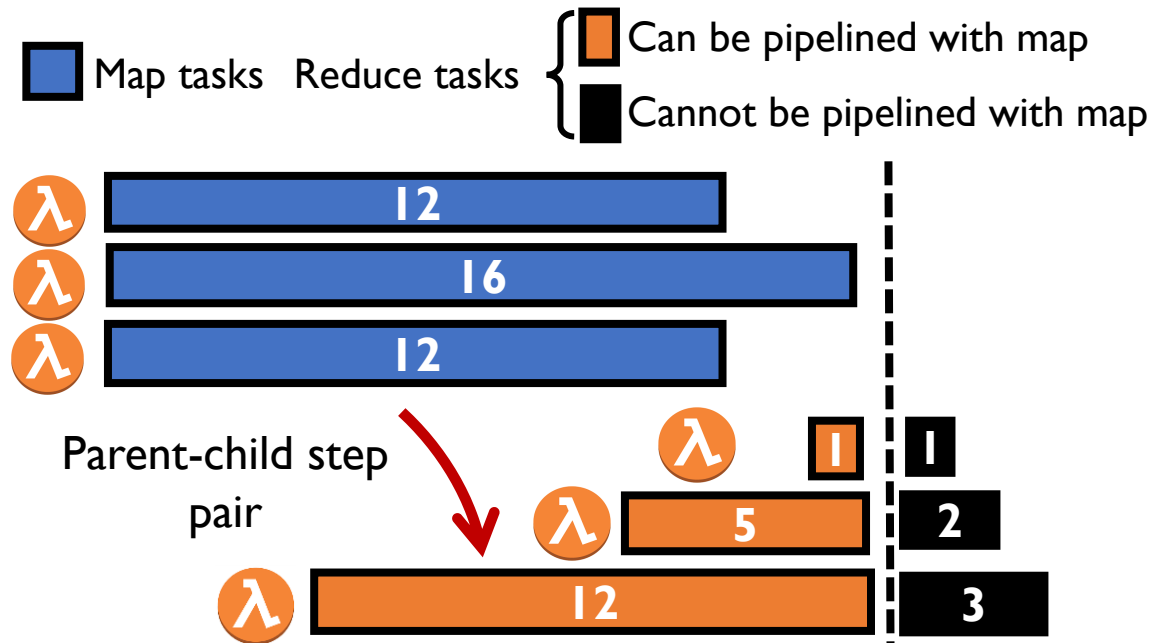 Can be pipelined with map
Map tasks Reduce tasks
Cannot be pipelined with map
λ 12
λ 16
λ 12
Parent-child step
pair
λ 1 1
λ 5 2
λ 12 3